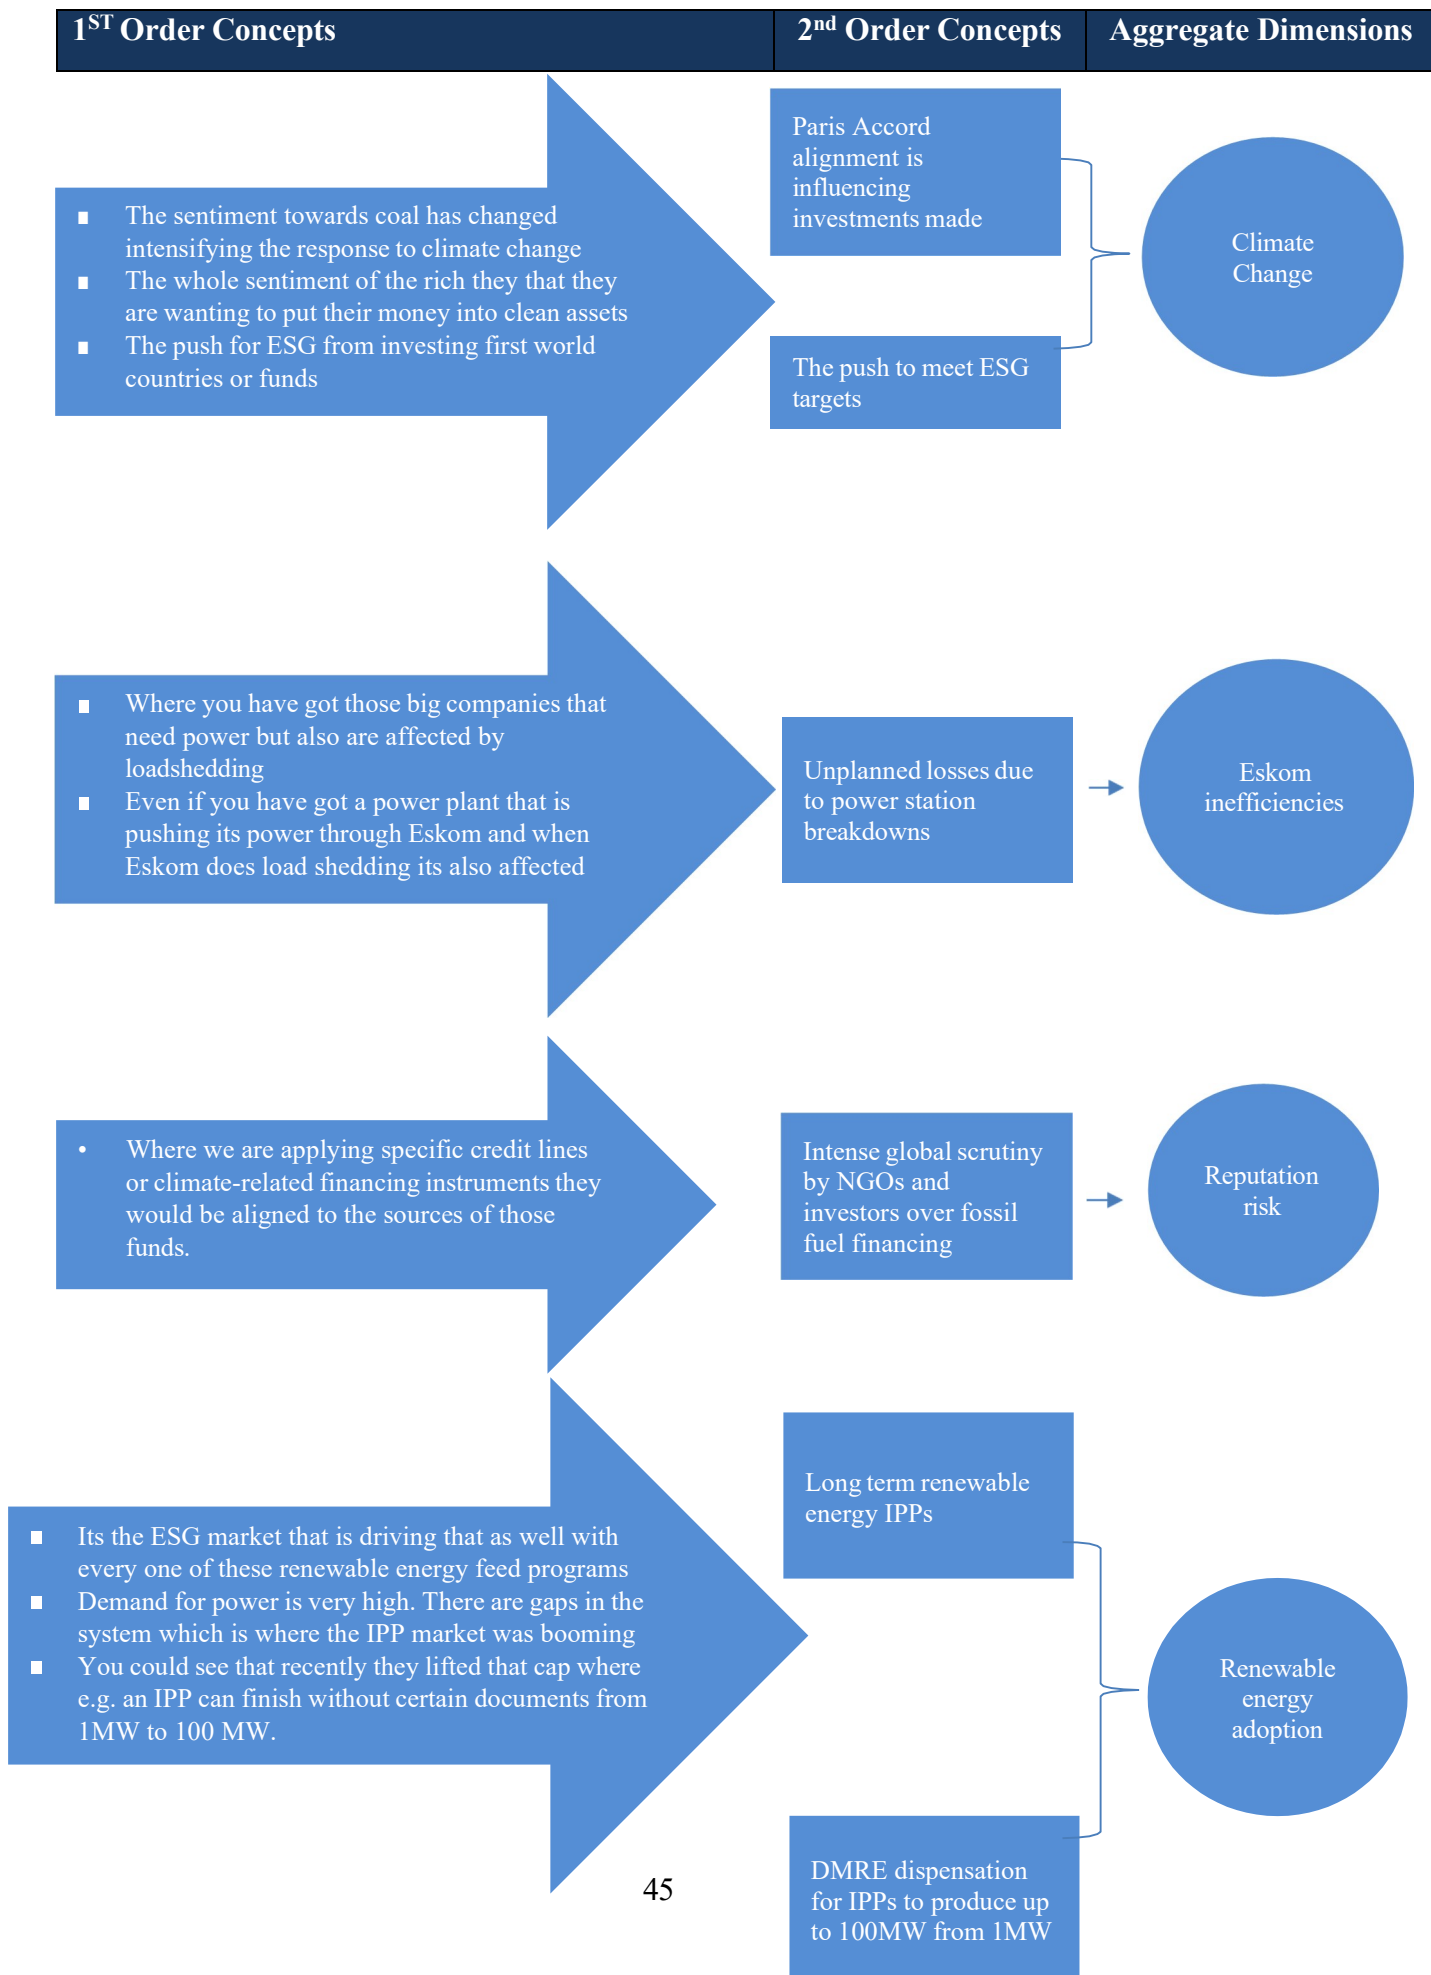 1ST Order Concepts
2nd Order Concepts
Aggregate Dimensions
■ The sentiment towards coal has changed
intensifying the response to climate change
■ The whole sentiment of the rich they that they
are wanting to put their money into clean assets
■ The push for ESG from investing first world
countries or funds
Paris Accord
alignment is
influencing
investments made
The push to meet ESG
targets
Climate
Change
■ Where you have got those big companies that
need power but also are affected by
loadshedding
■ Even if you have got a power plant that is
pushing its power through Eskom and when
Eskom does load shedding its also affected
Unplanned losses due
to power station
breakdowns
Eskom
inefficiencies
• Where we are applying specific credit lines
or climate-related financing instruments they
would be aligned to the sources of those
funds.
Intense global scrutiny
by NGOs and
investors over fossil
fuel financing
Reputation
risk
■ Its the ESG market that is driving that as well with
every one of these renewable energy feed programs
■ Demand for power is very high. There are gaps in the
system which is where the IPP market was booming
■ You could see that recently they lifted that cap where
e.g. an IPP can finish without certain documents from
1MW to 100 MW.
Long term renewable
energy IPPs
DMRE dispensation
for IPPs to produce up
to 100MW from 1MW
Renewable
energy
adoption
45